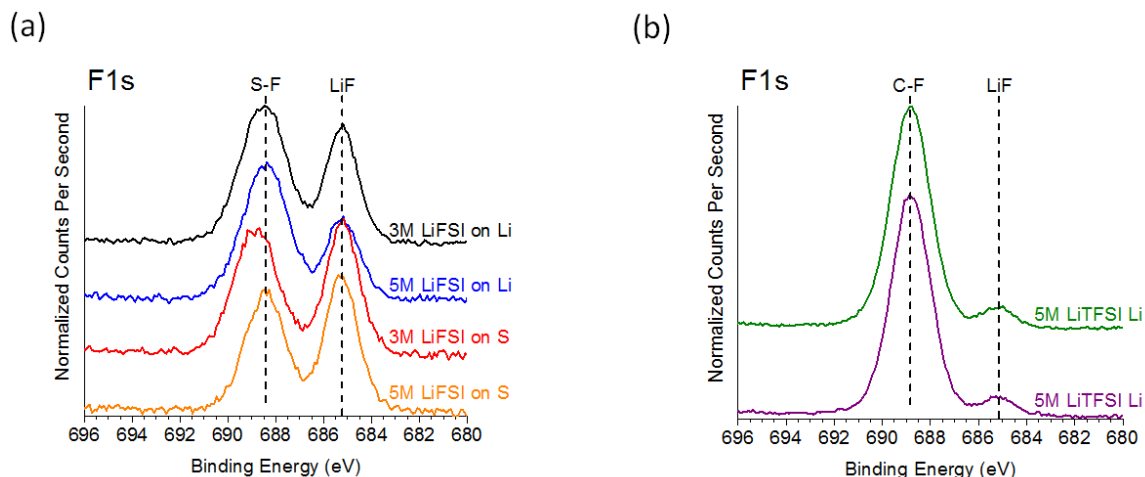 (a)
F1s
S-F
LiF
Normalized Counts Per Second
3M LiFSI on Li
5M LiFSI on Li
3M LiFSI on S
5M LiFSI on S
696 694 692 690 688 686 684 682 680
Binding Energy (eV)
(b)
F1s
C-F
LiF
Normalized Counts Per Second
5M LiTFSI Li
5M LiTFSI Li
696 694 692 690 688 686 684 682 680
Binding Energy (eV)